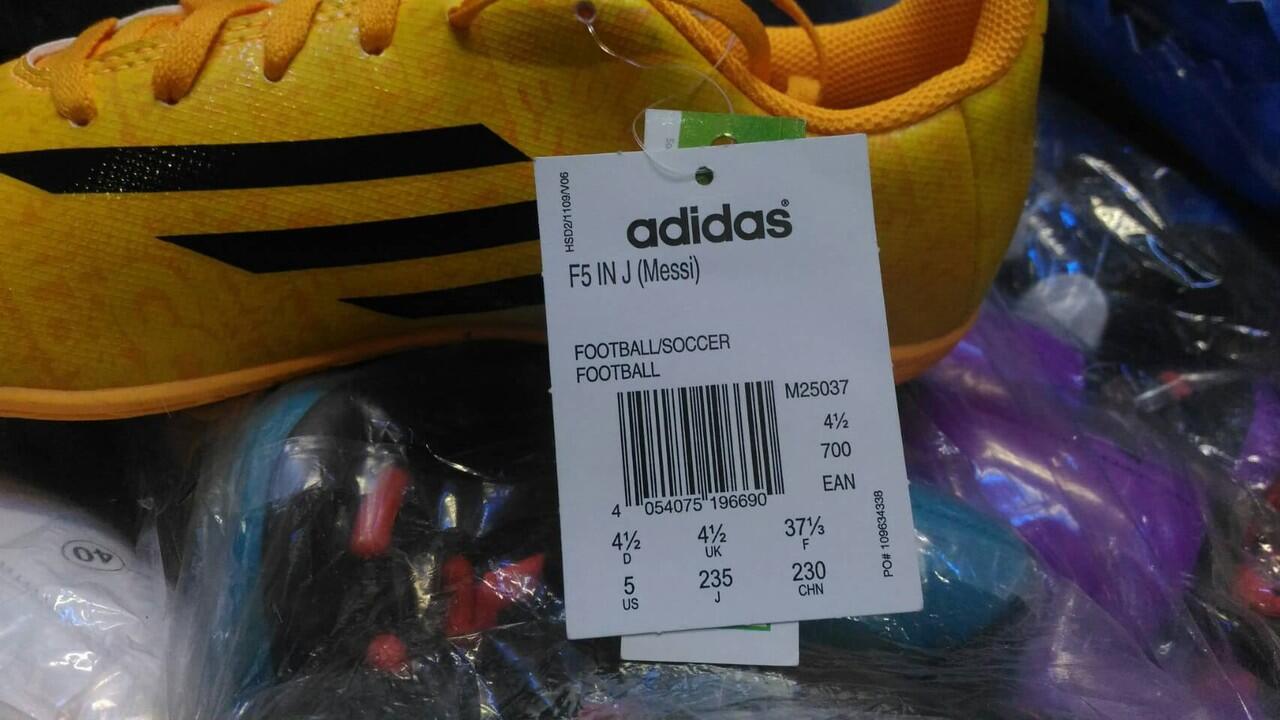 HSD2/1109/V06
adidas®
F5 IN J (Messi)
FOOTBALL/SOCCER
FOOTBALL
M25037
4½
700
EAN
4 054075 196690
4½ 4½ 37⅓
D UK F
5 235 230
US J CHN
PO# 109634338
40